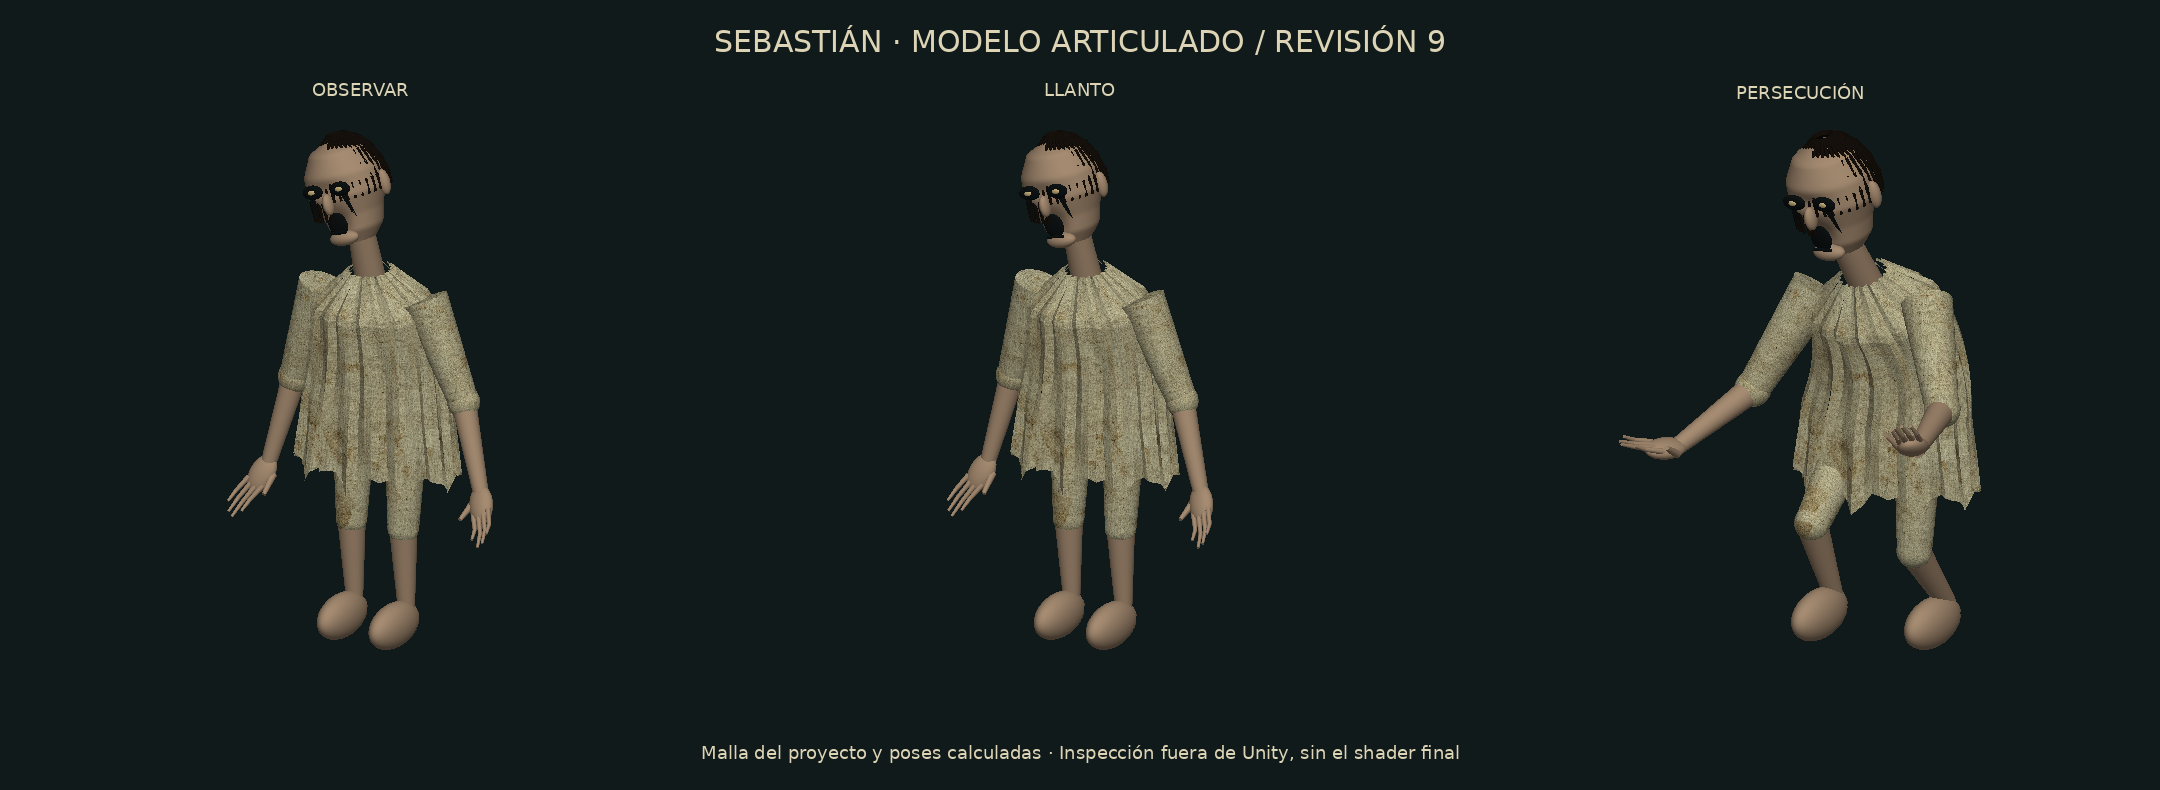 SEBASTIÁN · MODELO ARTICULADO / REVISIÓN 9
OBSERVAR
LLANTO
PERSECUCIÓN
Malla del proyecto y poses calculadas · Inspección fuera de Unity, sin el shader final